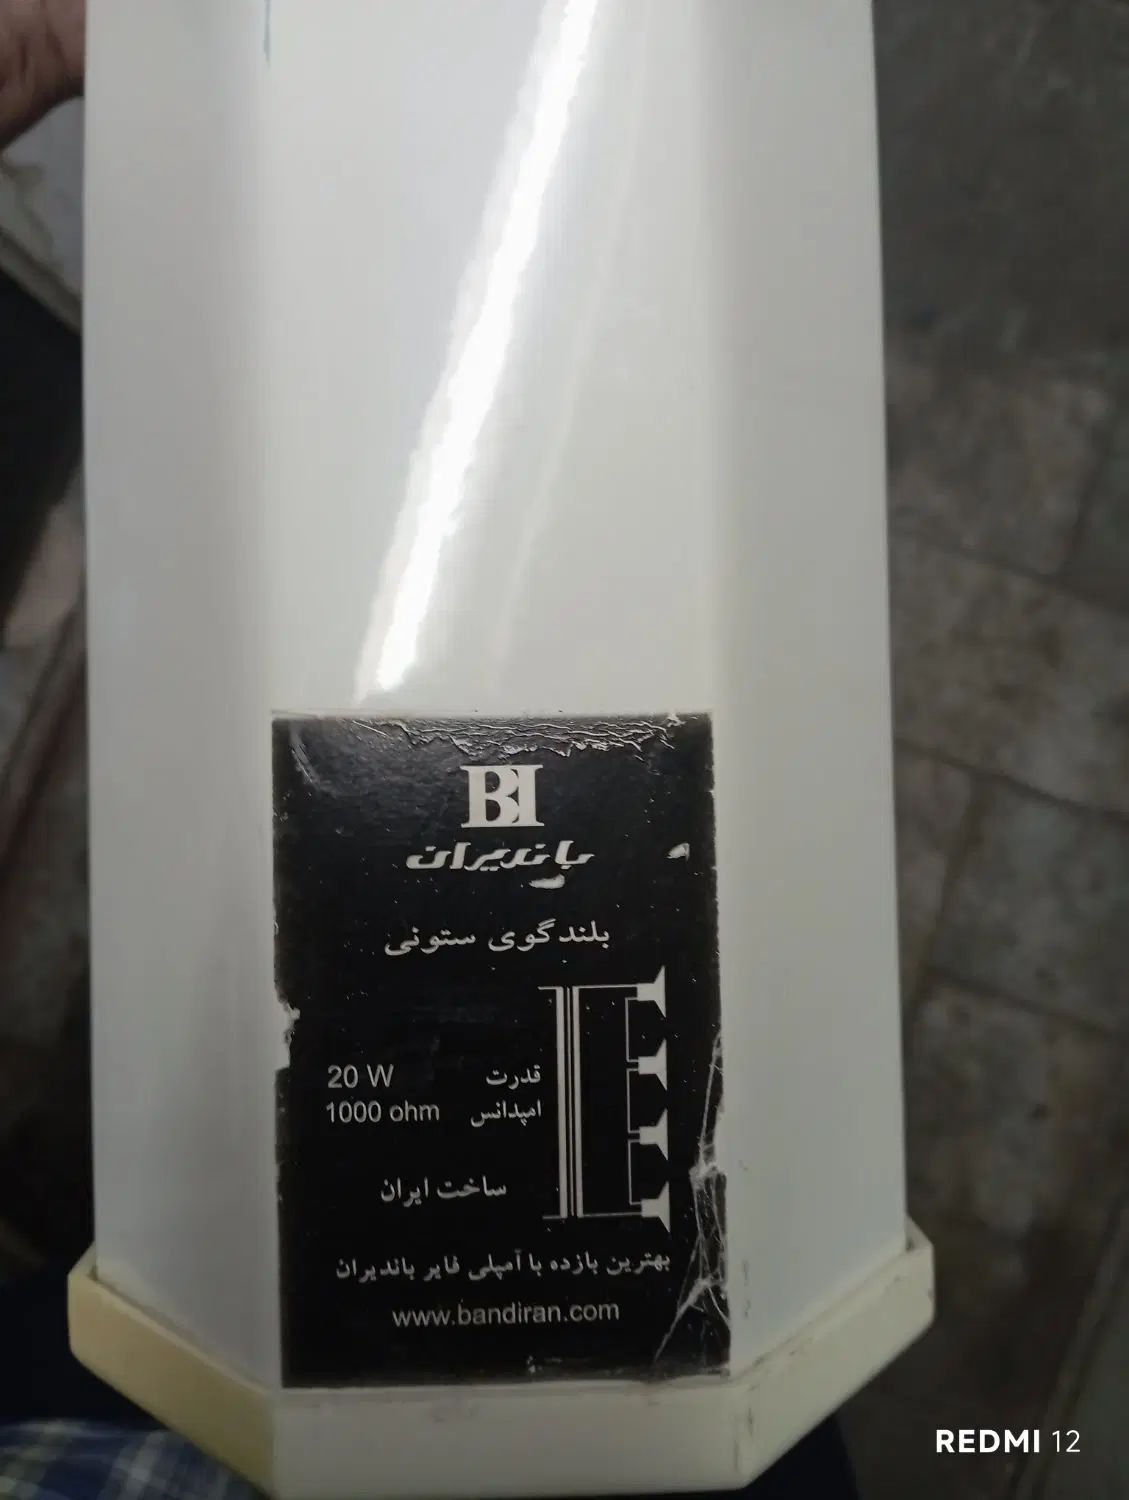 BI
باندیران
بلندگوی ستونی
قدرت 20 W
امپدانس 1000 ohm
ساخت ایران
بهترین بازده با آمپلی فایر باندیران
www.bandiran.com
REDMI 12